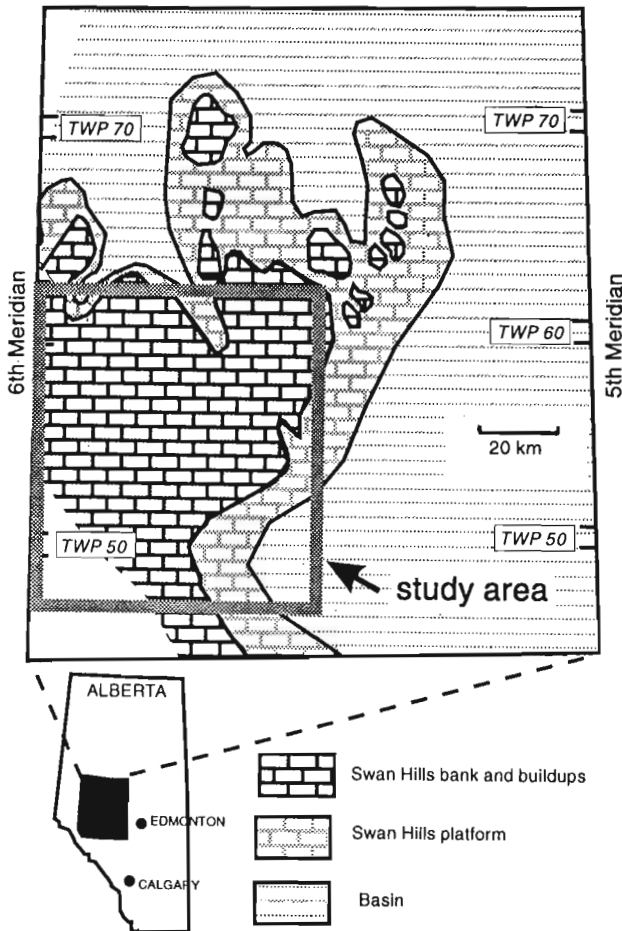 TWP 70
TWP 70
6th Meridian
5th Meridian
TWP 60
20 km
TWP 50
TWP 50
study area
ALBERTA
EDMONTON
CALGARY
Swan Hills bank and buildups
Swan Hills platform
Basin